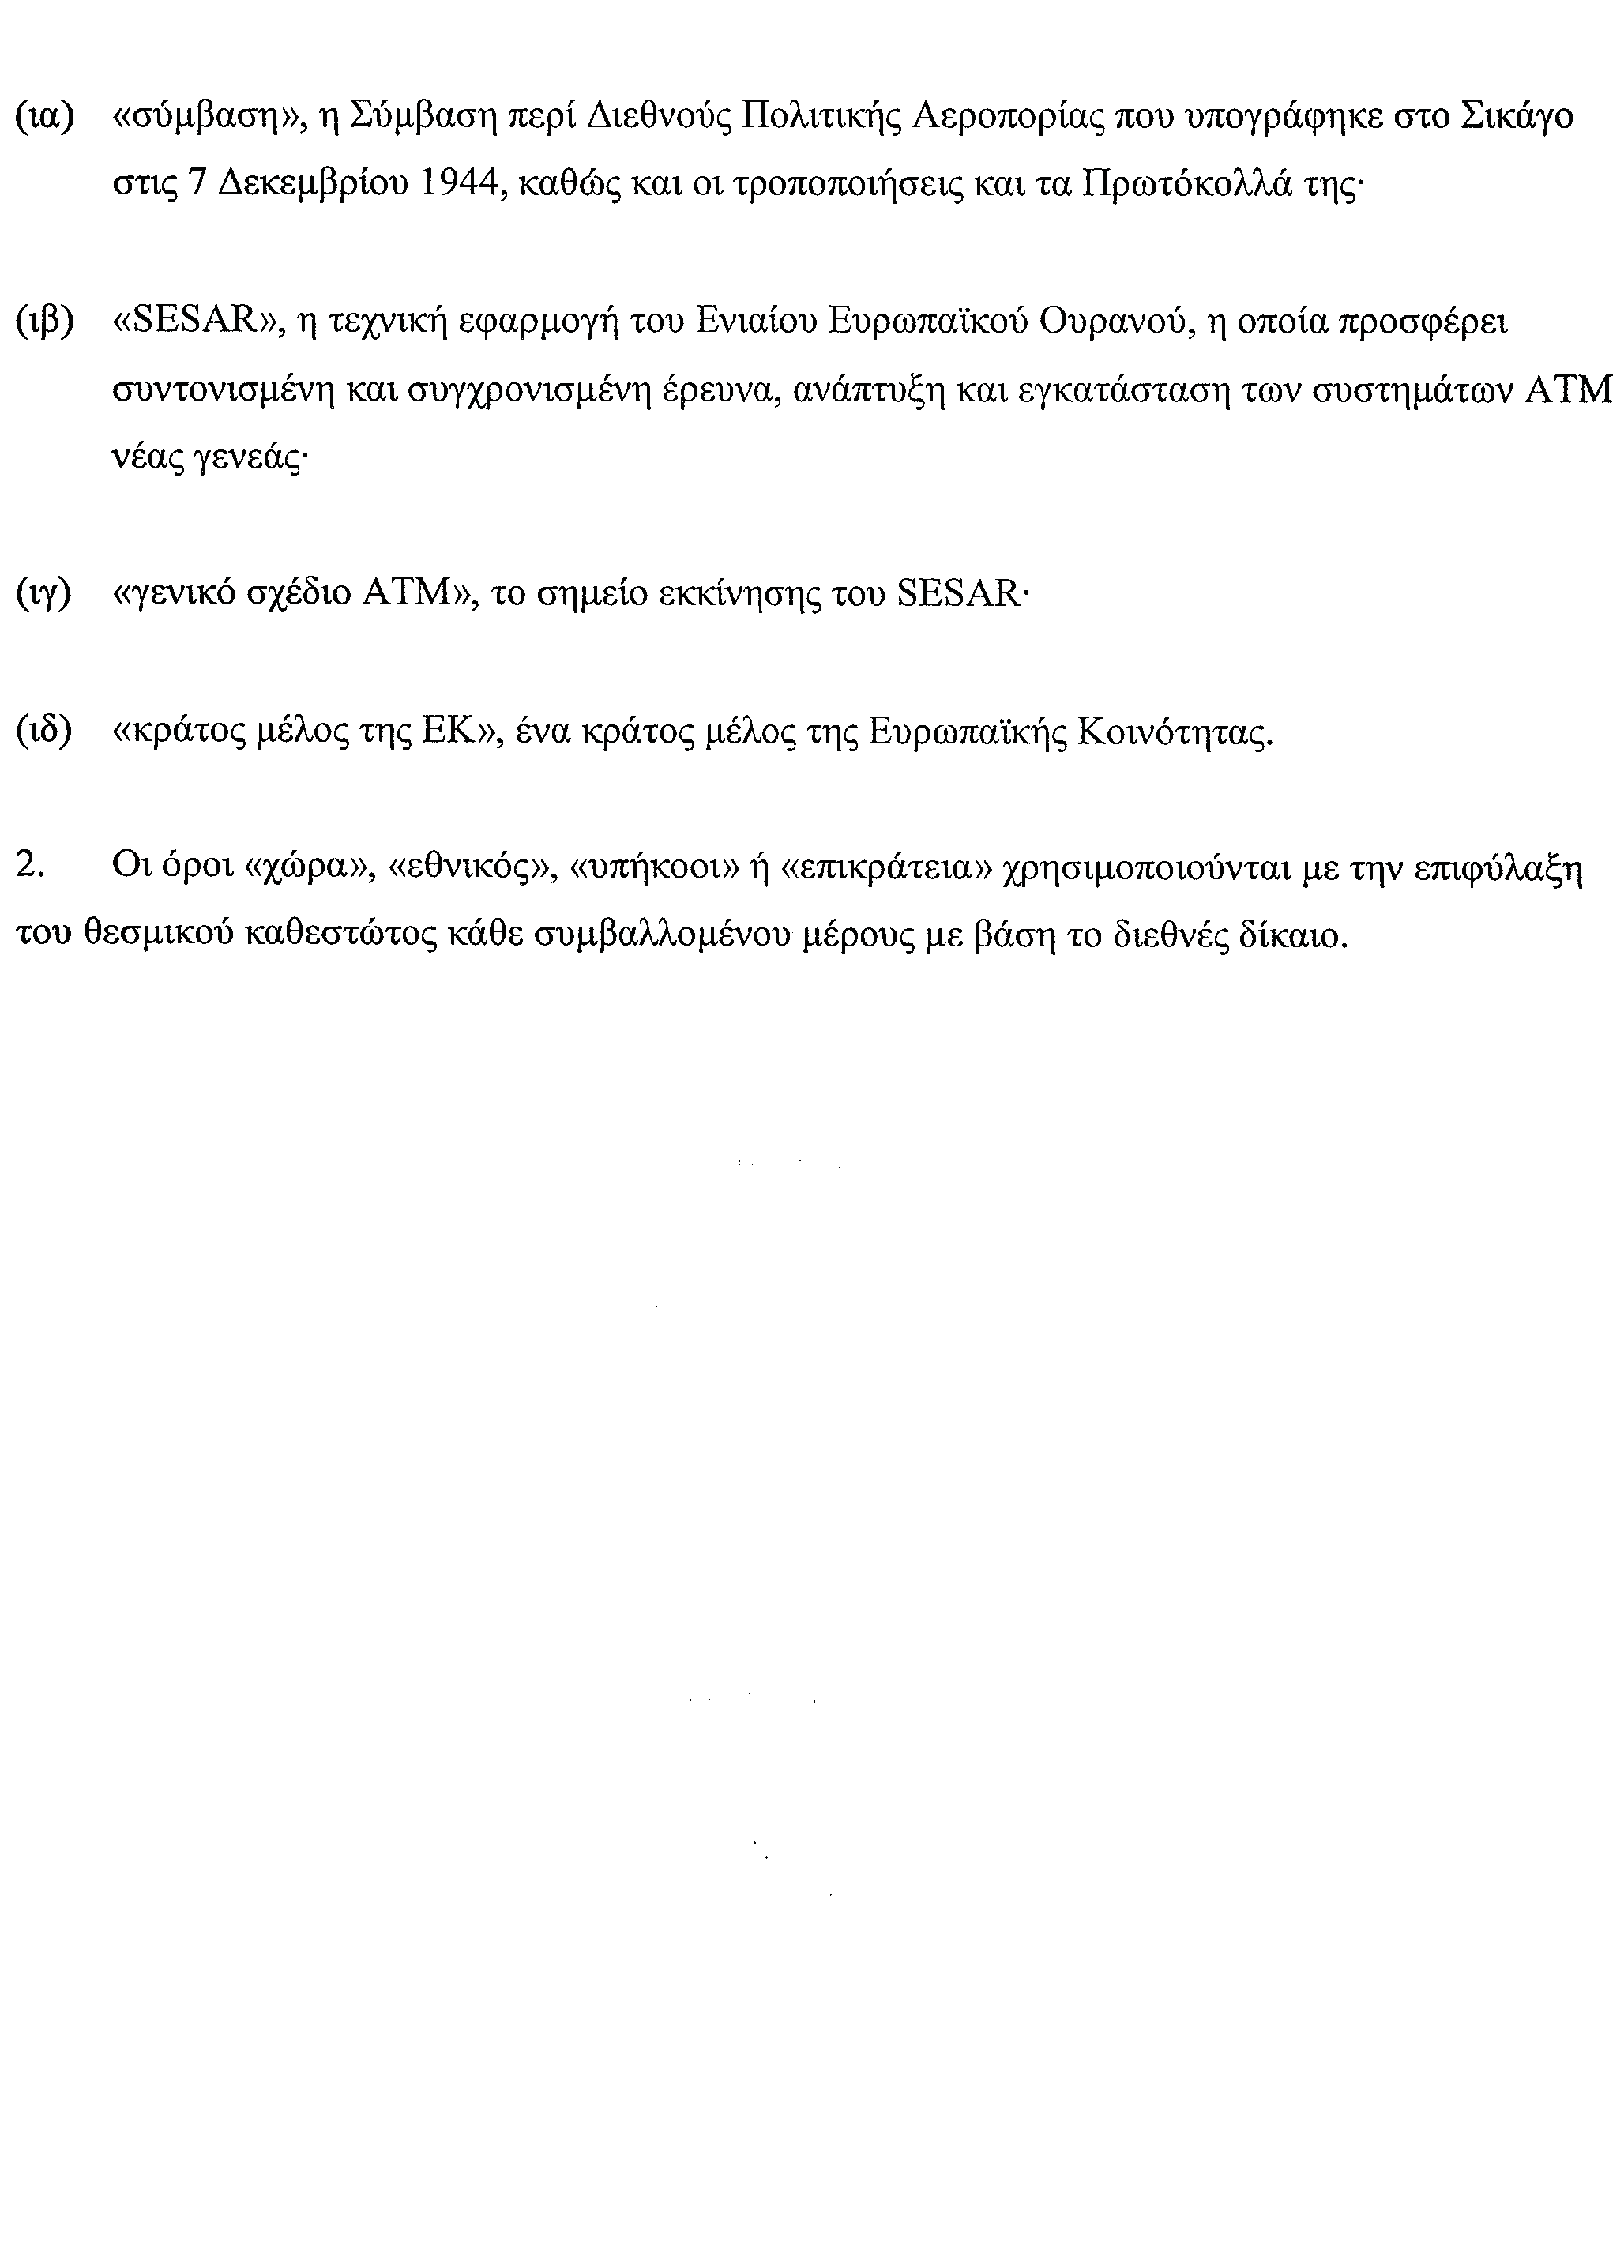 (ια) «σύμβαση», η Σύμβαση περί Διεθνούς Πολιτικής Αεροπορίας που υπογράφηκε στο Σικάγο
στις 7 Δεκεμβρίου 1944, καθώς και οι τροποποιήσεις και τα Πρωτόκολλά της·
(ιβ) «SESAR», η τεχνική εφαρμογή του Ενιαίου Ευρωπαϊκού Ουρανού, η οποία προσφέρει
συντονισμένη και συγχρονισμένη έρευνα, ανάπτυξη και εγκατάσταση των συστημάτων ATM
νέας γενεάς·
(ιγ) «γενικό σχέδιο ATM», το σημείο εκκίνησης του SESAR·
(ιδ) «κράτος μέλος της ΕΚ», ένα κράτος μέλος της Ευρωπαϊκής Κοινότητας.
2. Οι όροι «χώρα», «εθνικός», «υπήκοοι» ή «επικράτεια» χρησιμοποιούνται με την επιφύλαξη
του θεσμικού καθεστώτος κάθε συμβαλλομένου μέρους με βάση το διεθνές δίκαιο.